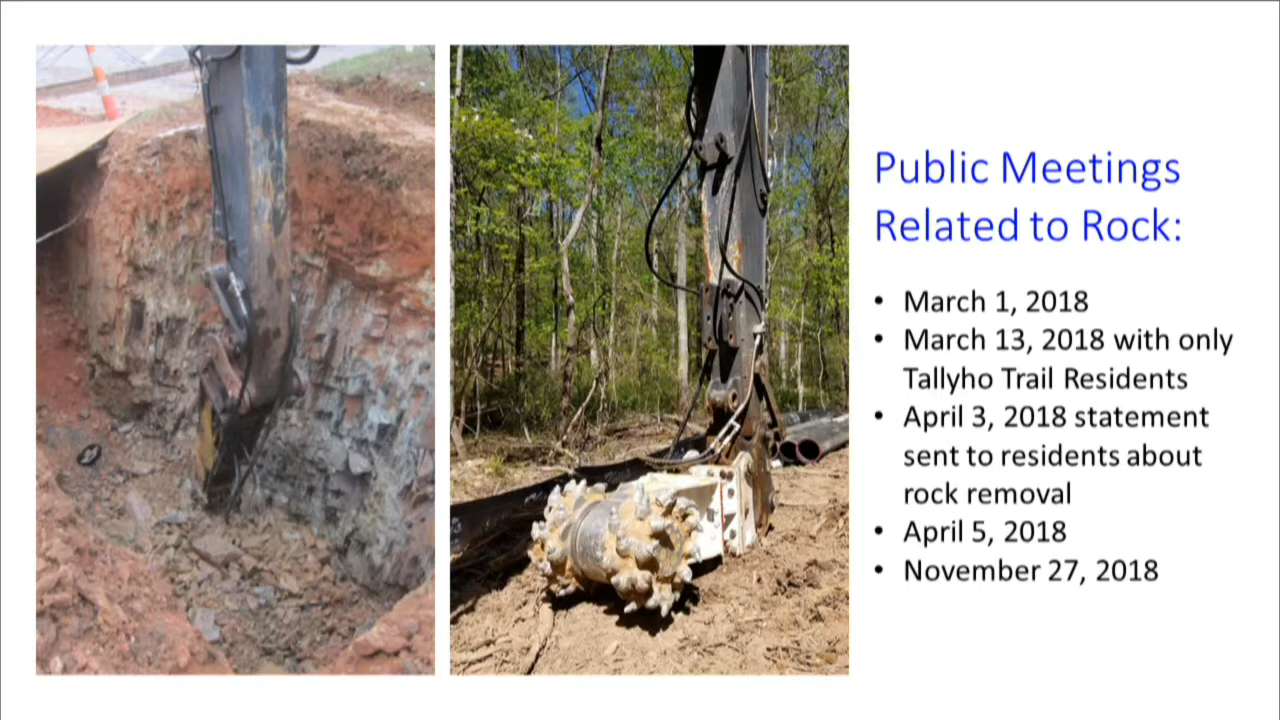 Public Meetings
Related to Rock:
• March 1, 2018
• March 13, 2018 with only
Tallyho Trail Residents
• April 3, 2018 statement
sent to residents about
rock removal
• April 5, 2018
• November 27, 2018